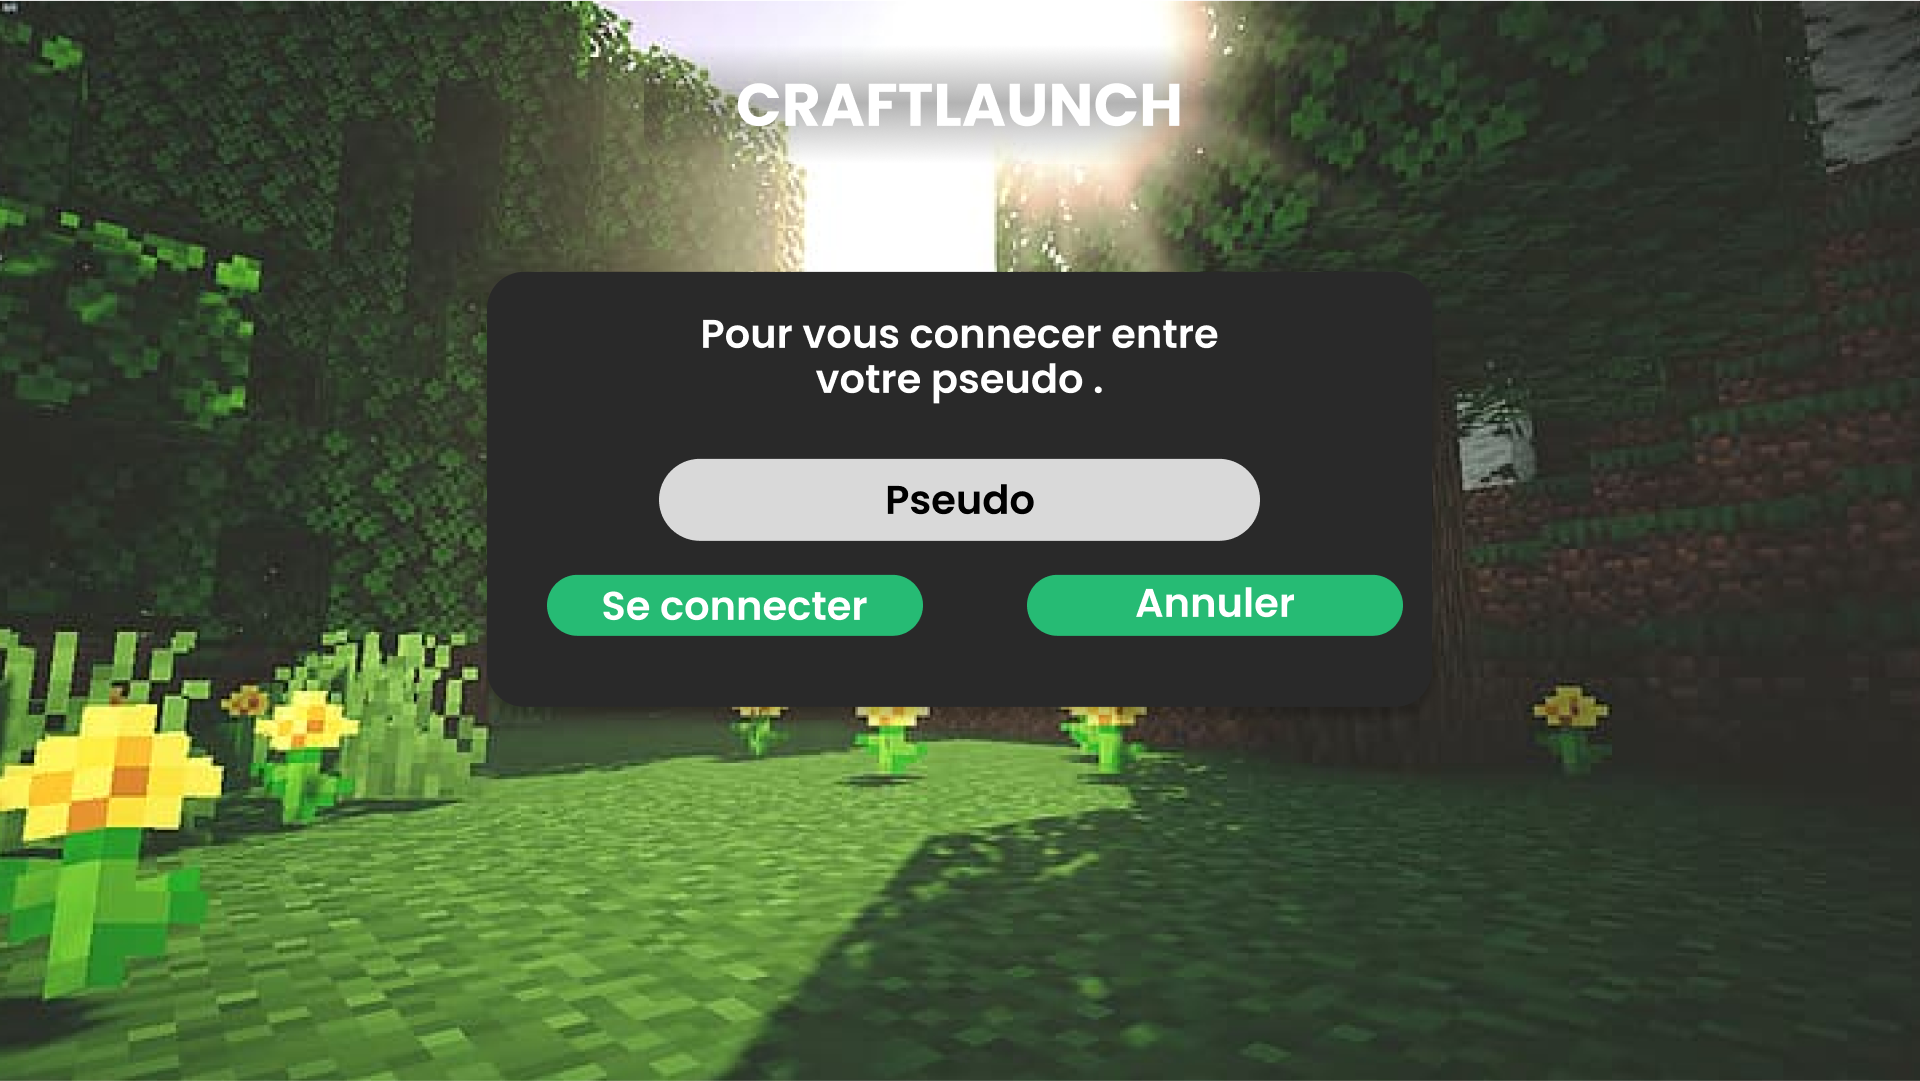 CRAFTLAUNCH
Pour vous connecer entre
votre pseudo .
Pseudo
Se connecter
Annuler